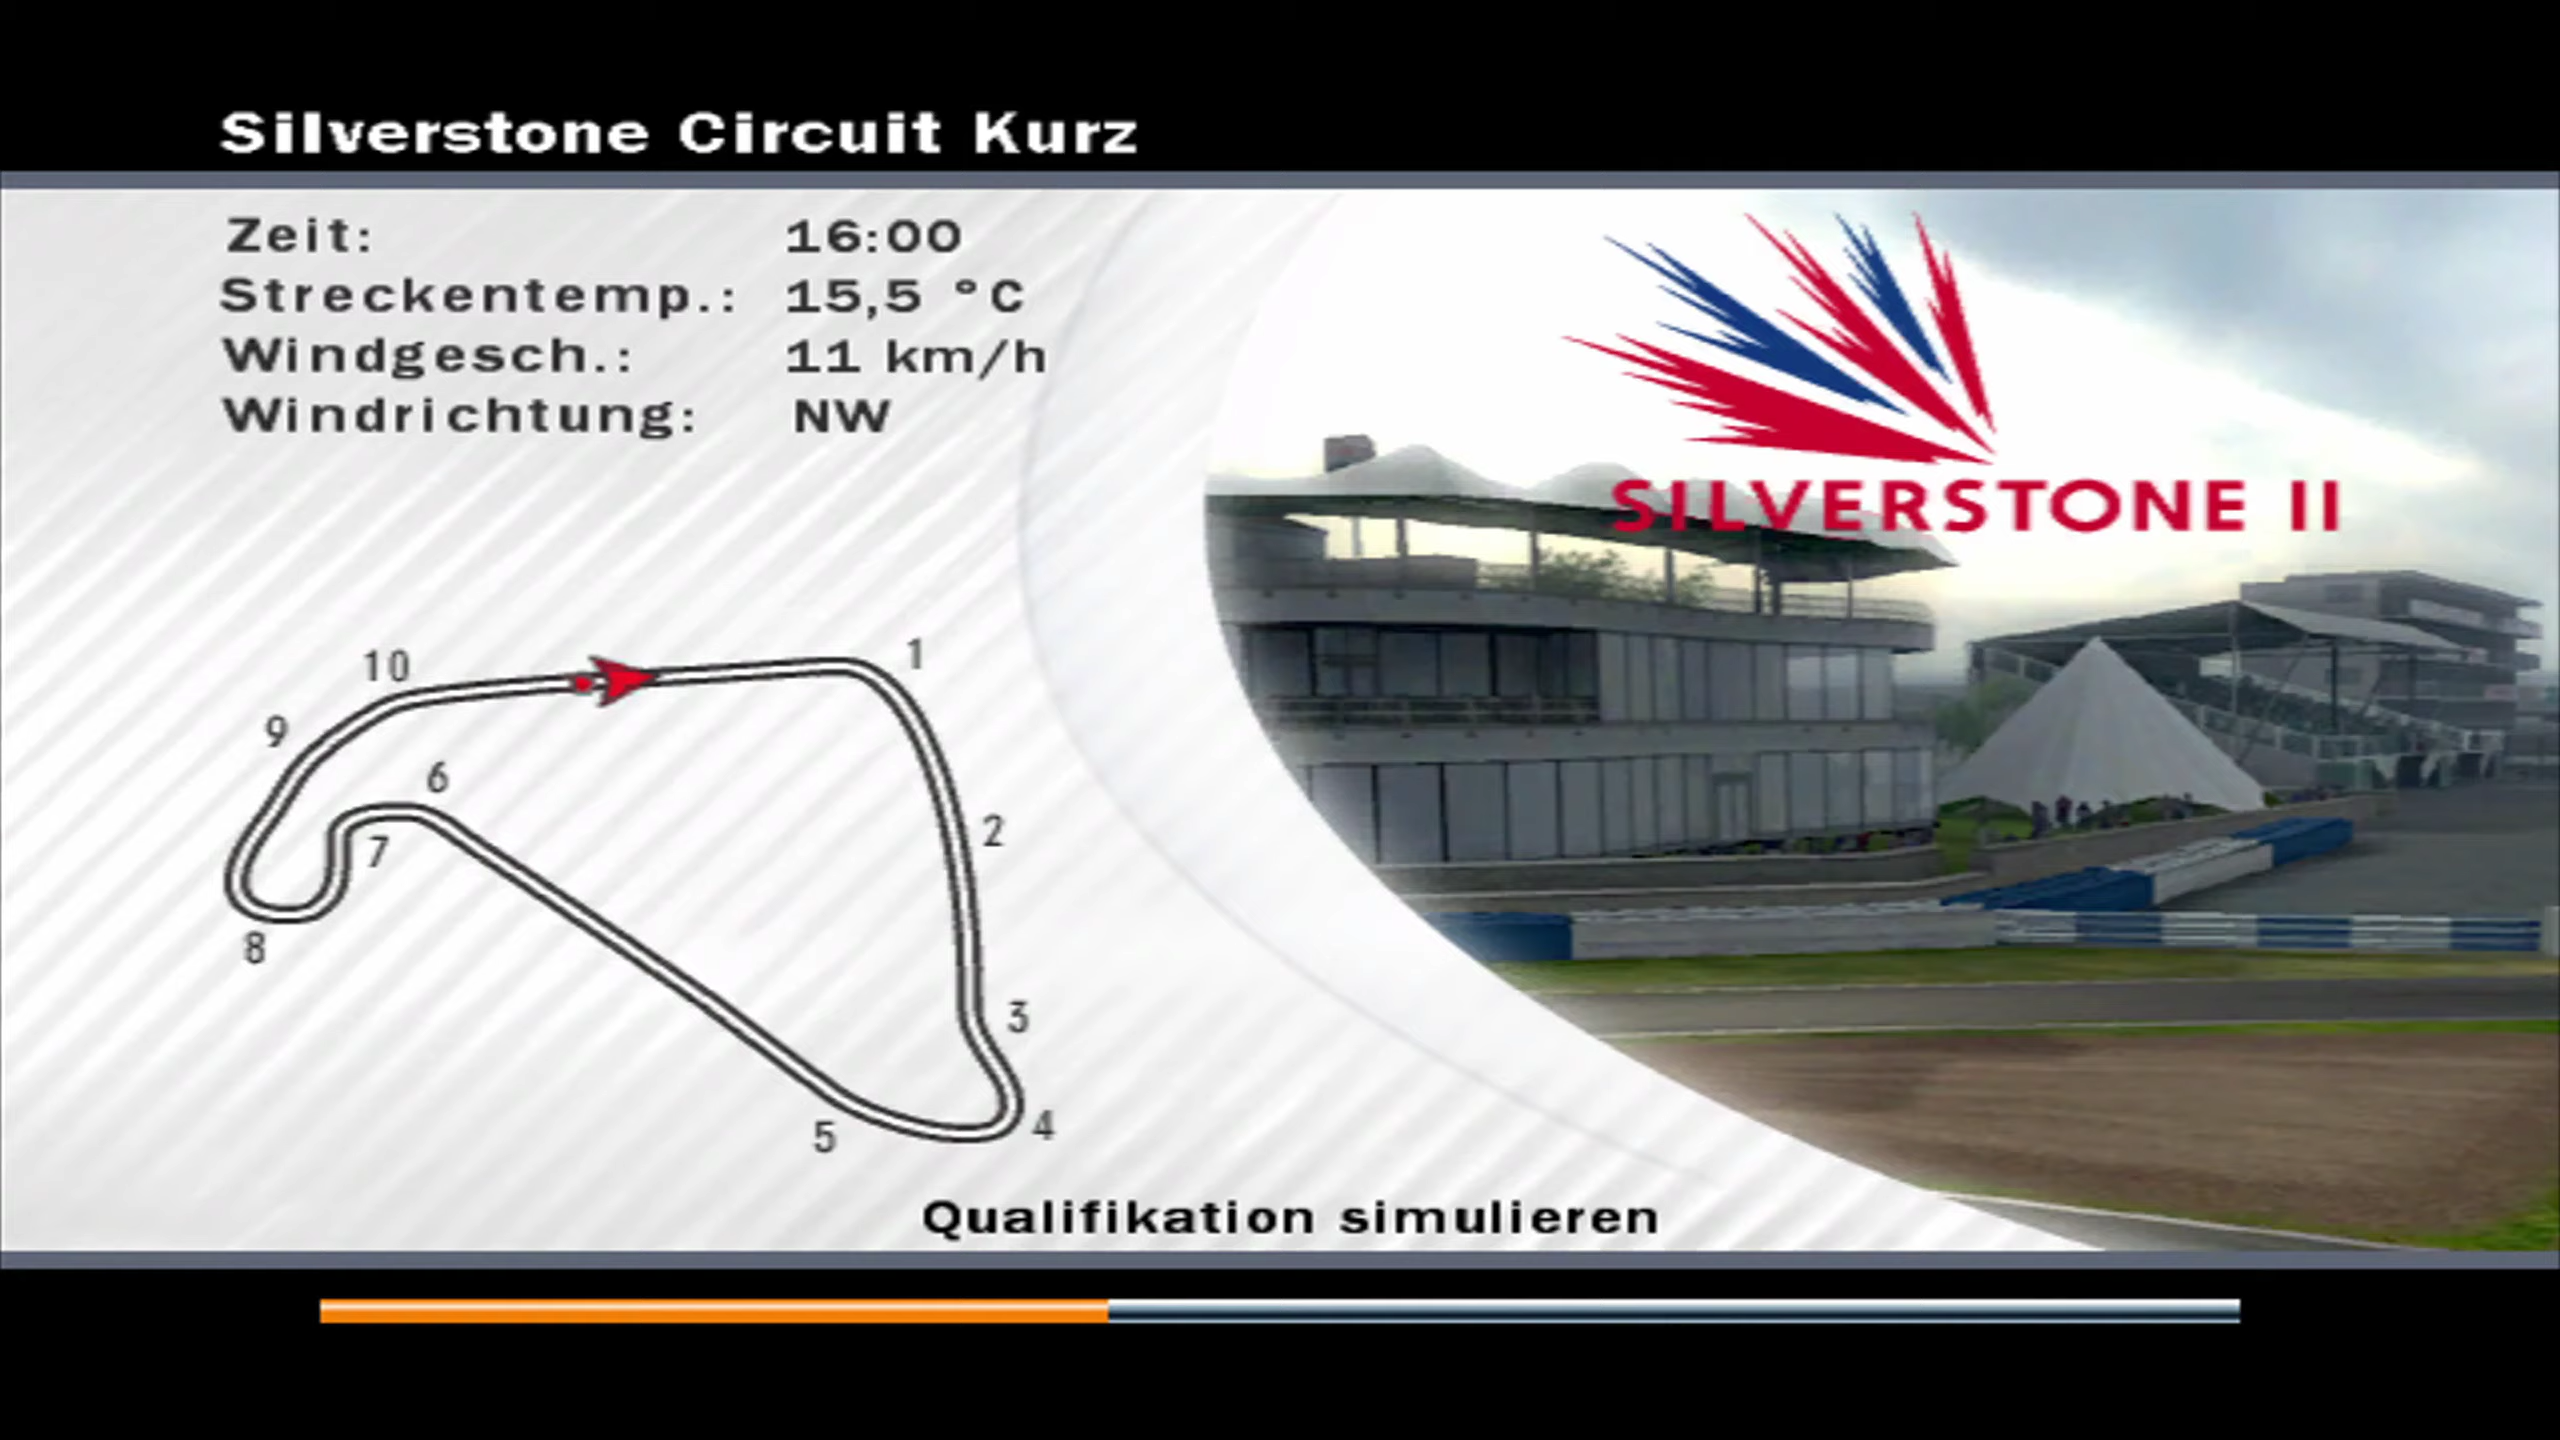 Silverstone Circuit Kurz
Zeit: 16:00
Streckentemp.: 15,5 °C
Windgesch.: 11 km/h
Windrichtung: NW
SILVERSTONE II
10
1
9
6
2
7
8
3
4
5
Qualifikation simulieren